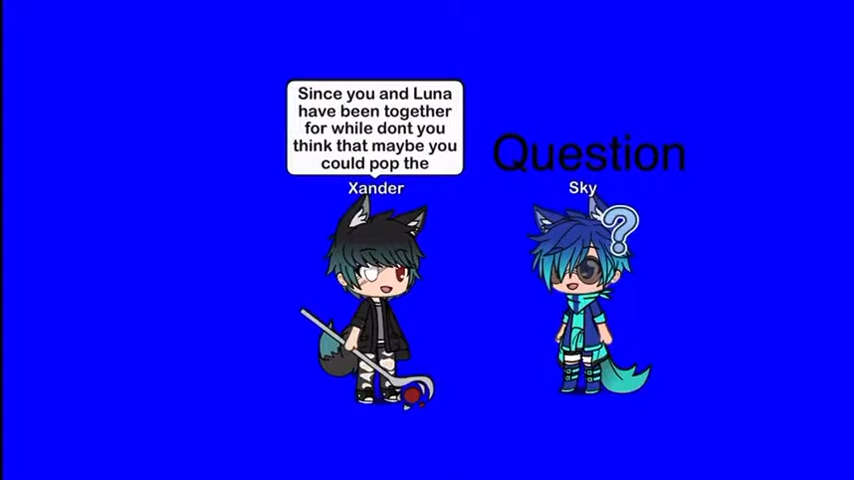 Since you and Luna
have been together
for while dont you
think that maybe you
could pop the
Question
Xander
Sky
?